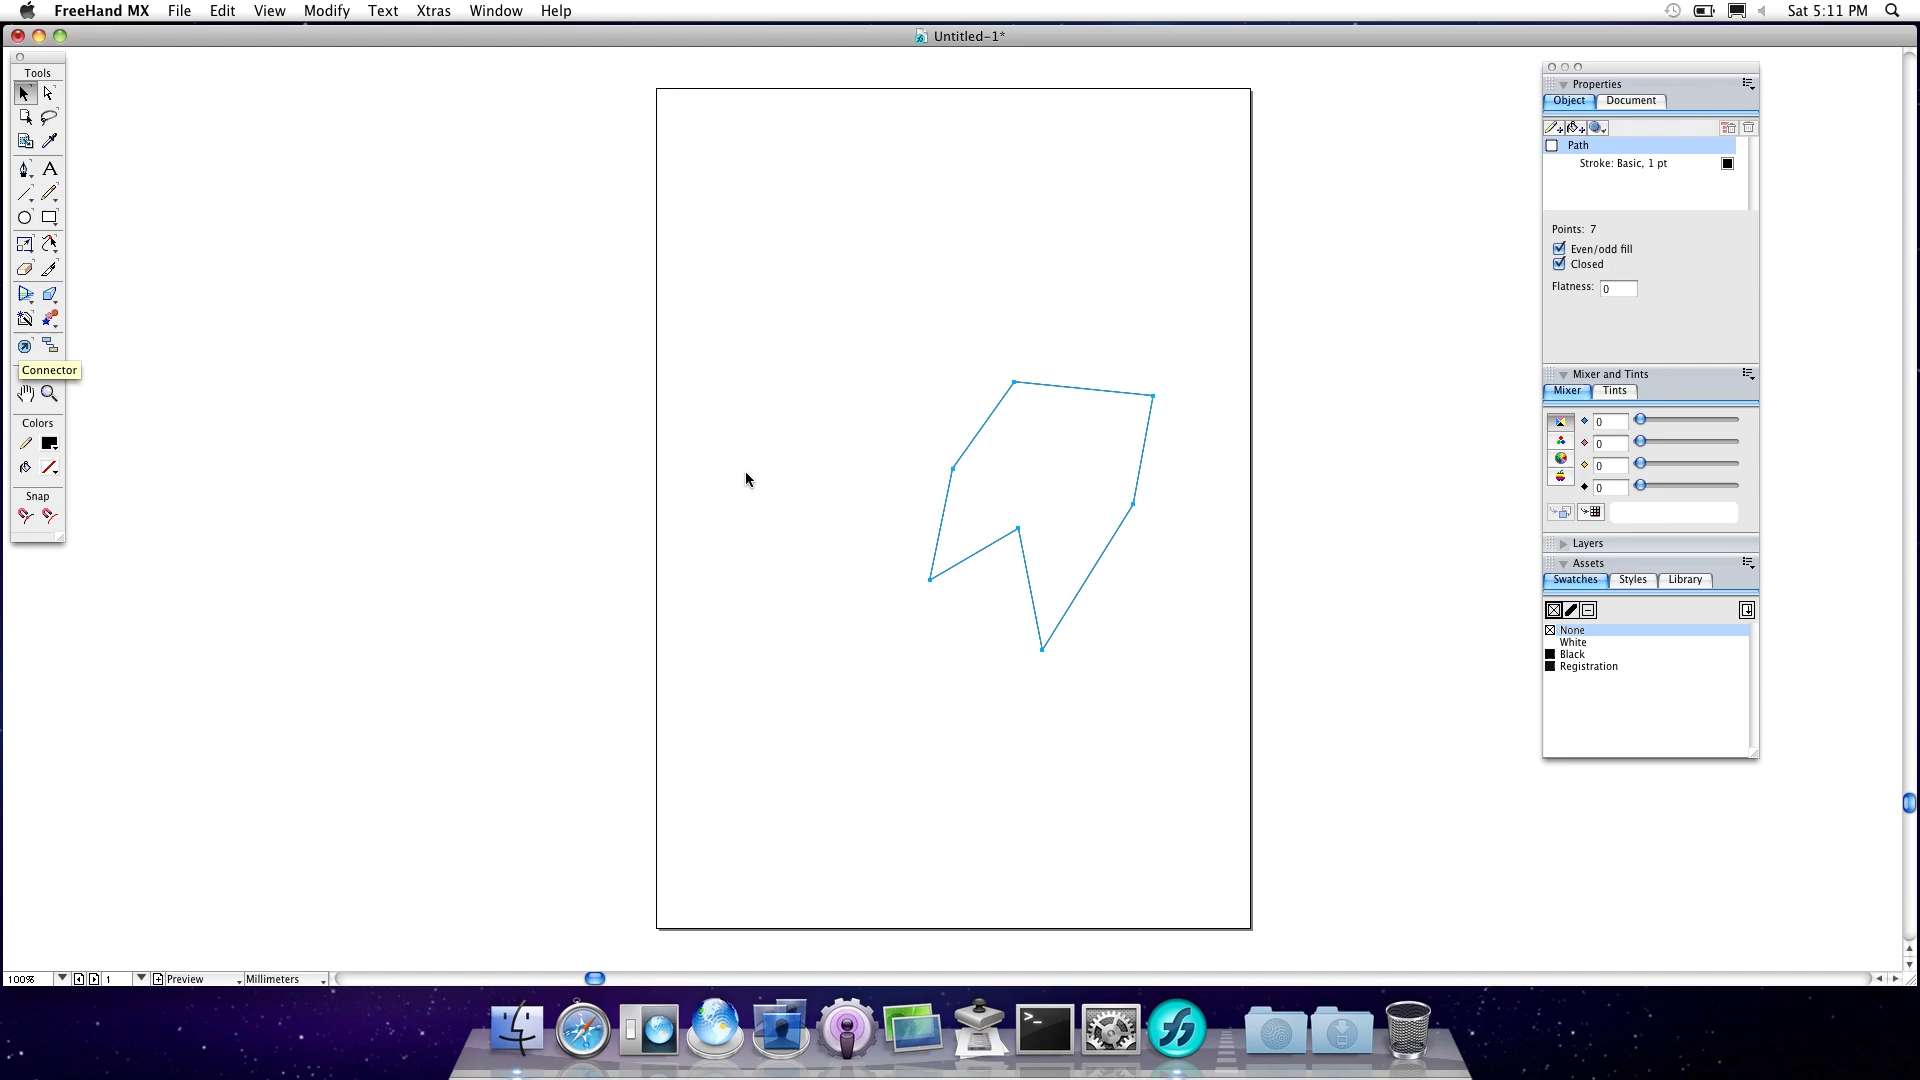 FreeHand MX File Edit View Modify Text Xtras Window Help Sat 5:11 PM
Untitled-1*
Tools
Connector
Colors
Snap
Properties
Object Document
Path
Stroke: Basic, 1 pt
Points: 7
Even/odd fill
Closed
Flatness: 0
Mixer and Tints
Mixer Tints
0
0
0
0
Layers
Assets
Swatches Styles Library
None
White
Black
Registration
100% 1 Preview Millimeters